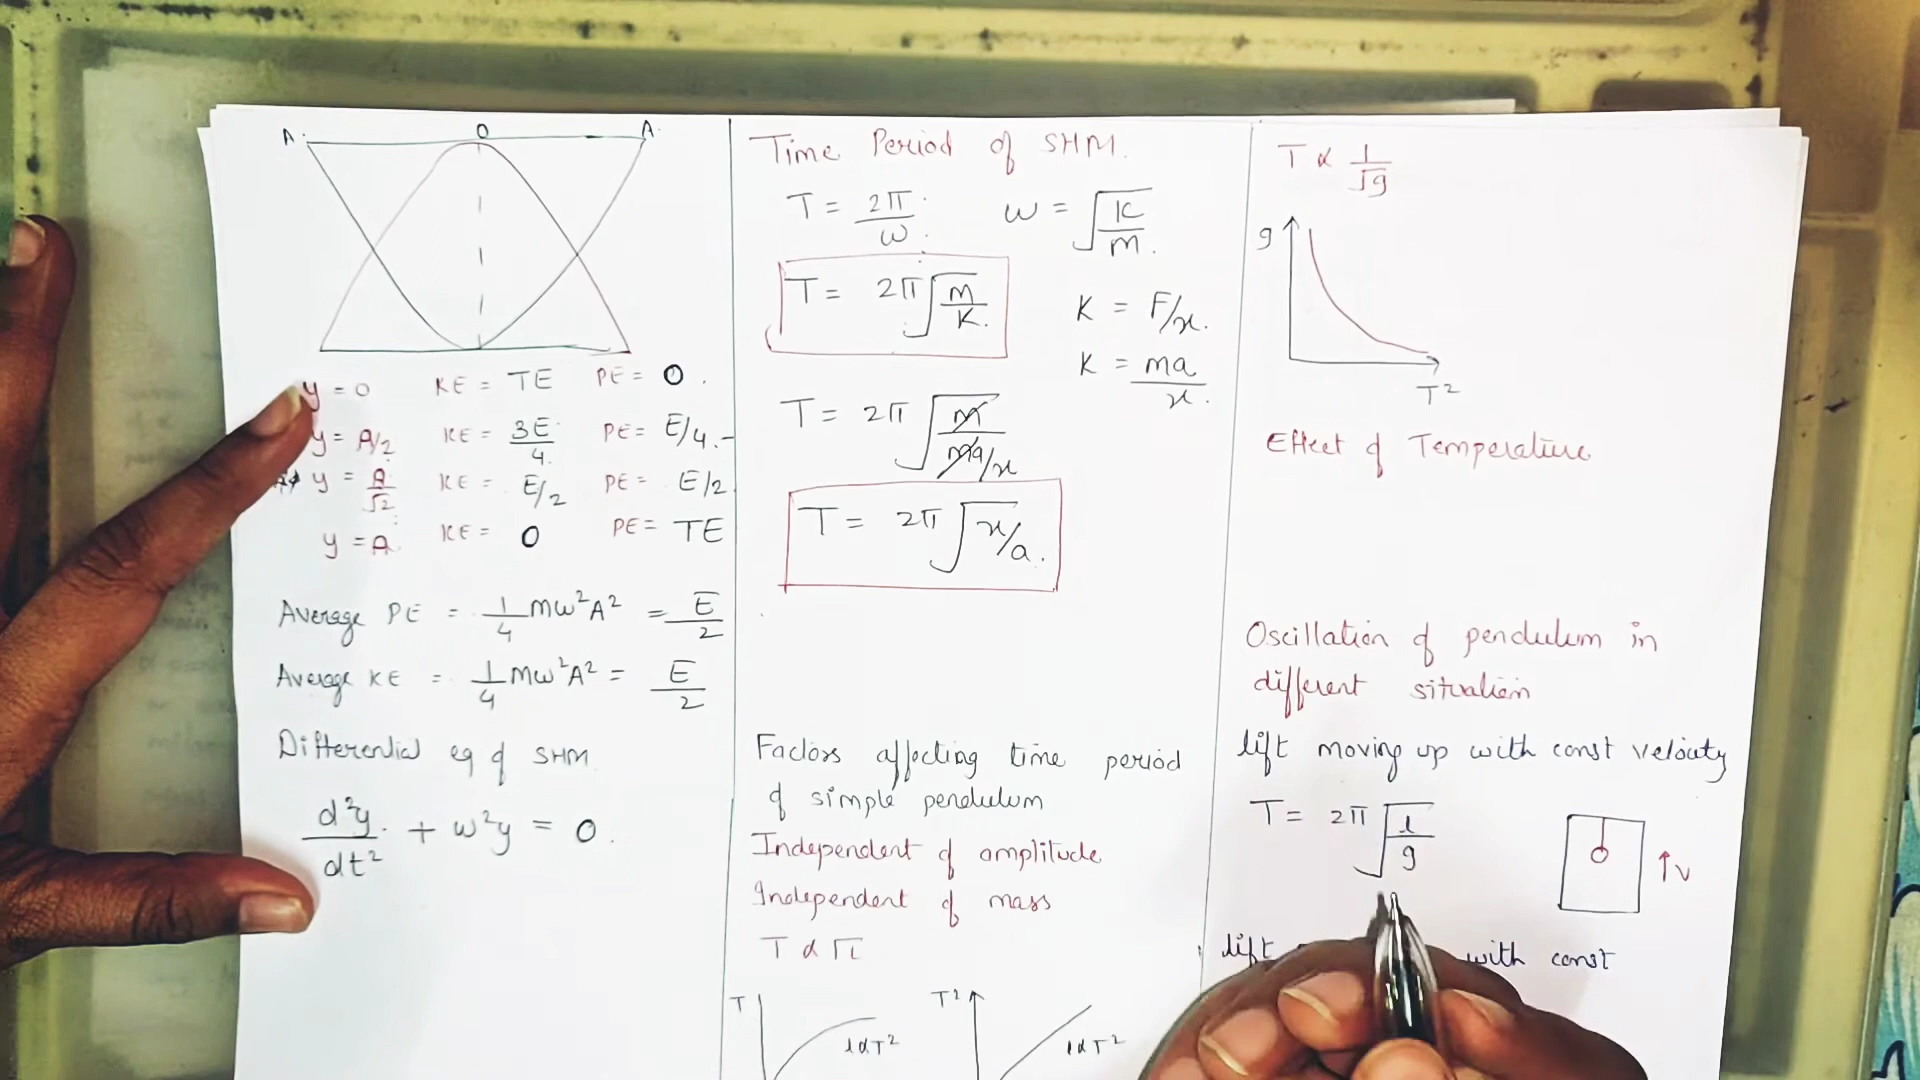 A. O A.
y = 0 KE = TE PE = 0.
y = A/2 KE = 3E/4. PE = E/4.
y = A/√2 KE = E/2 PE = E/2
y = A. KE = 0 PE = TE
Average PE = 1/4 mω²A² = E/2
Average KE = 1/4 mω²A² = E/2
Differential eq of SHM
d²y/dt² + ω²y = 0.
Time Period of SHM.
T = 2π/ω. ω = √K/m.
T = 2π√m/K.
K = F/x.
K = ma/x.
T = 2π√m/ma/x
T = 2π√x/a.
Factors affecting time period
of simple pendulum
Independent of amplitude
Independent of mass
T α √l
T l α T²
T² l α T²
T α 1/√g
g
T²
Effect of Temperature
Oscillation of pendulum in
different situation
lift moving up with const velocity
T = 2π√l/g
↑v
lift with const